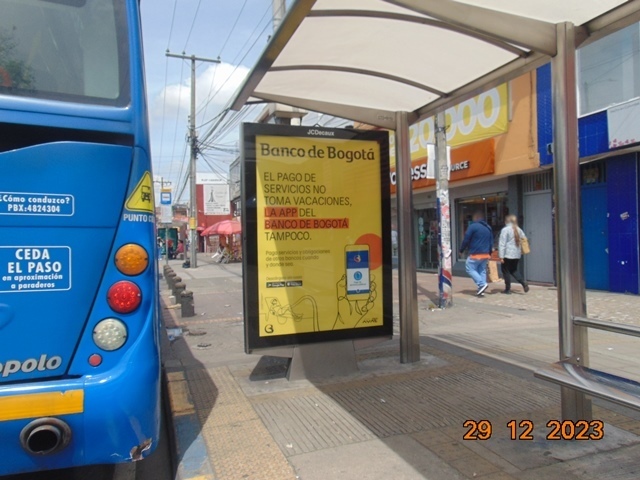 JCDecaux
Banco de Bogotá
EL PAGO DE
SERVICIOS NO
TOMA VACACIONES,
LA APP DEL
BANCO DE BOGOTÁ
TAMPOCO.
¿Cómo conduzco?
PBX:4824304
PUNTO
CEDA
EL PASO
en aproximación
a paraderos
opolo
OURCE
29 12 2023